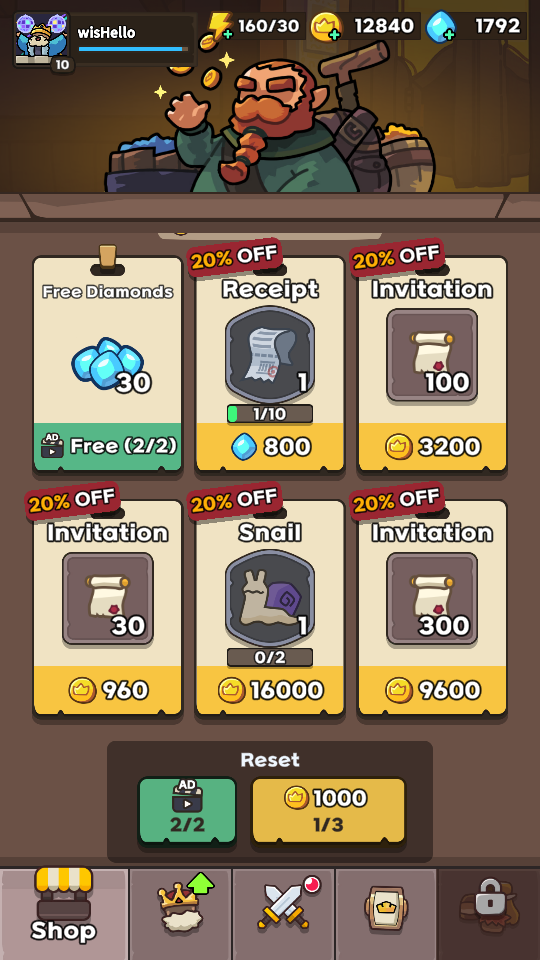 wisHello
10
160/30
12840
1792
20% OFF
20% OFF
Free Diamonds
Receipt
Invitation
30
1
100
1/10
AD
Free (2/2)
800
3200
20% OFF
20% OFF
20% OFF
Invitation
Snail
Invitation
30
1
300
0/2
960
16000
9600
Reset
AD
1000
2/2
1/3
Shop